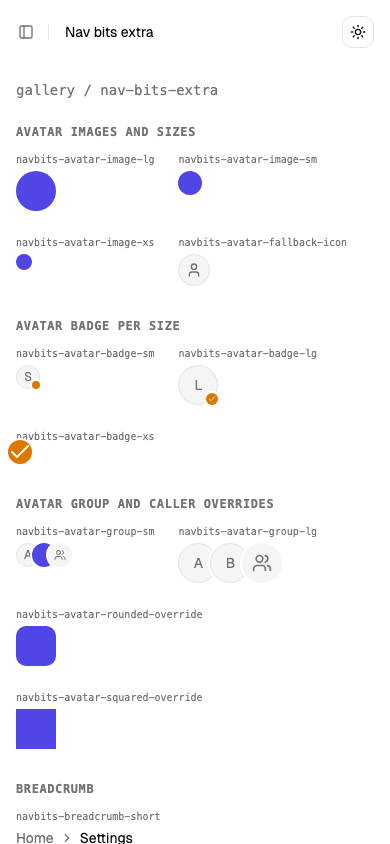 Nav bits extra
gallery / nav-bits-extra
AVATAR IMAGES AND SIZES
navbits-avatar-image-lg
navbits-avatar-image-sm
navbits-avatar-image-xs
navbits-avatar-fallback-icon
AVATAR BADGE PER SIZE
navbits-avatar-badge-sm
navbits-avatar-badge-lg
S
L
navbits-avatar-badge-xs
AVATAR GROUP AND CALLER OVERRIDES
navbits-avatar-group-sm
navbits-avatar-group-lg
A
A B
navbits-avatar-rounded-override
navbits-avatar-squared-override
BREADCRUMB
navbits-breadcrumb-short
Home
Settings